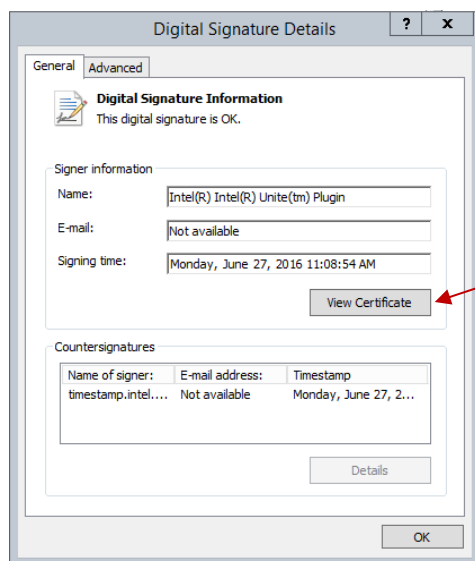 Digital Signature Details ? x
General Advanced
Digital Signature Information
This digital signature is OK.
Signer information
Name: Intel(R) Intel(R) Unite(tm) Plugin
E-mail: Not available
Signing time: Monday, June 27, 2016 11:08:54 AM
View Certificate
Countersignatures
Name of signer: E-mail address: Timestamp
timestamp.intel.... Not available Monday, June 27, 2...
Details
OK